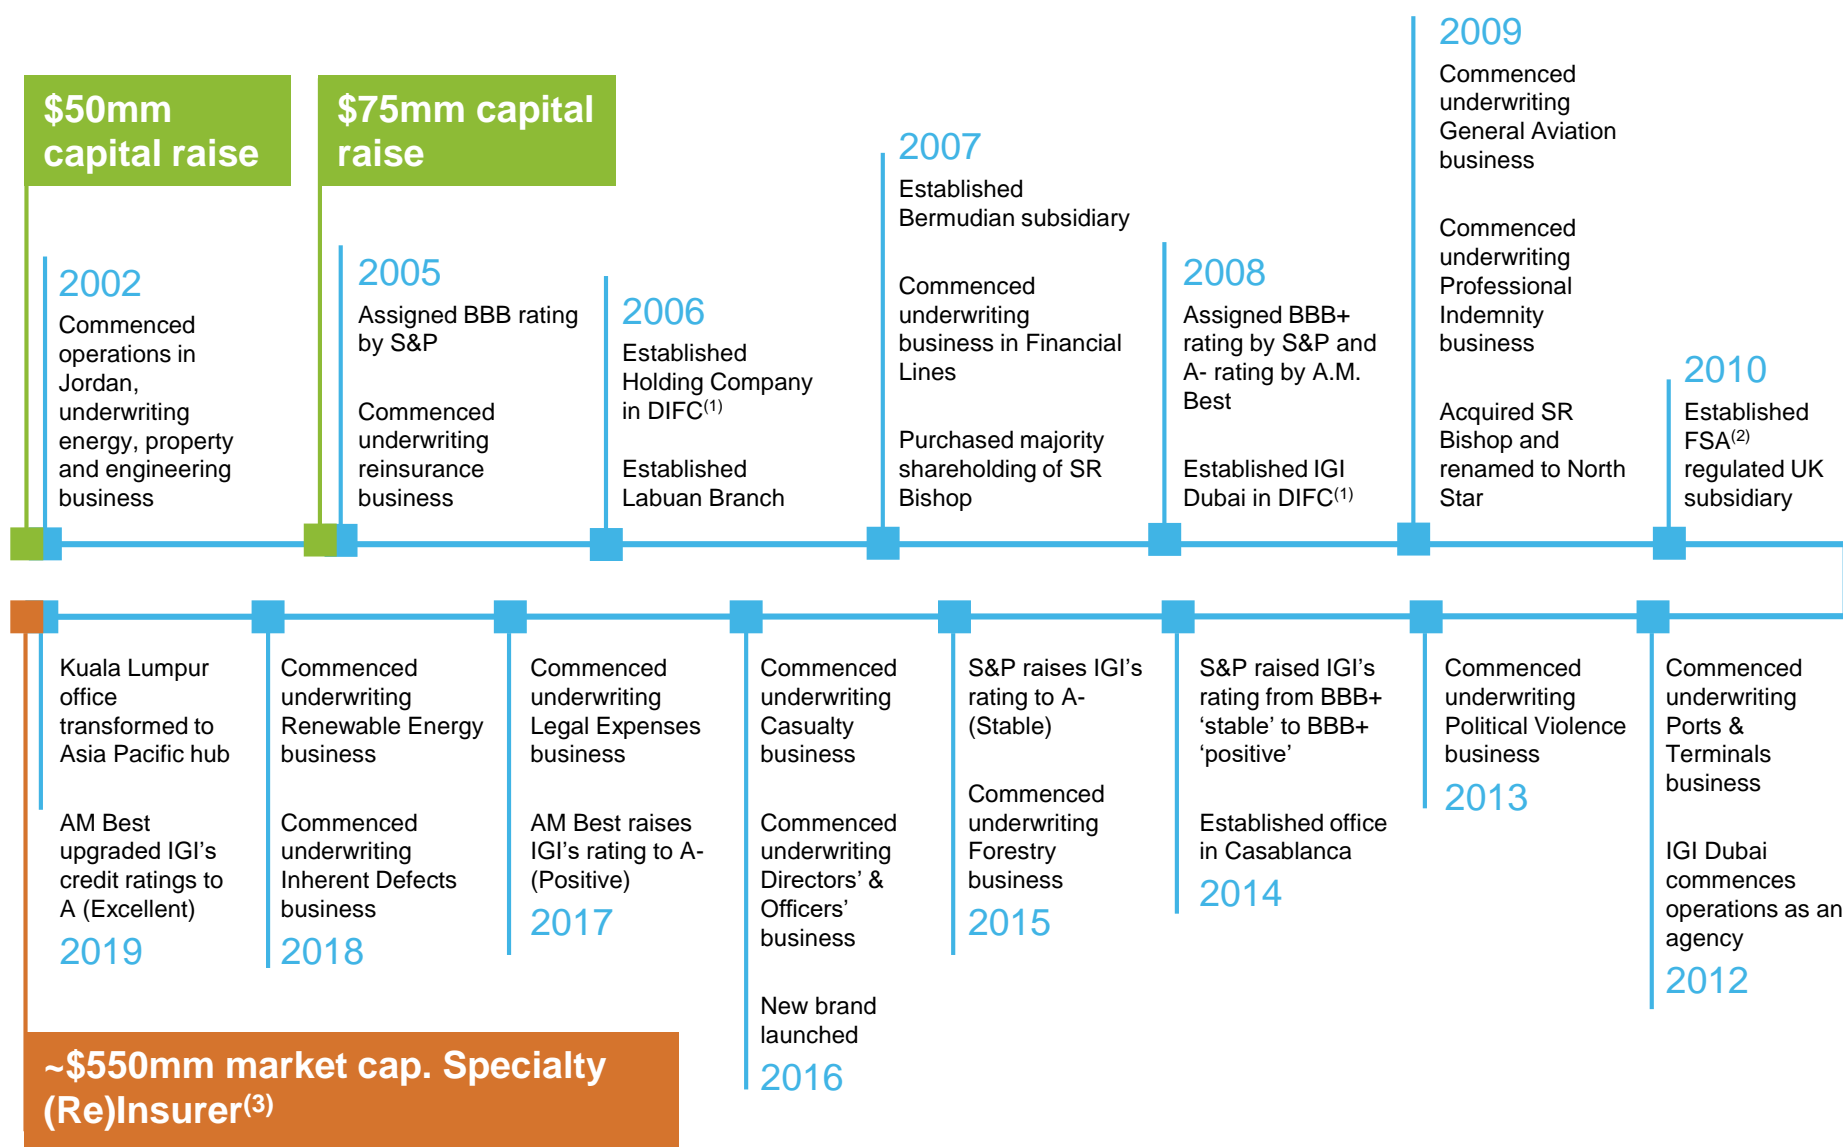 $50mm
capital raise
$75mm capital
raise
2002
Commenced
operations in
Jordan,
underwriting
energy, property
and engineering
business
2005
Assigned BBB rating
by S&P
Commenced
underwriting
reinsurance
business
2006
Established
Holding Company
in DIFC(1)
Established
Labuan Branch
2007
Established
Bermudian subsidiary
Commenced
underwriting
business in Financial
Lines
Purchased majority
shareholding of SR
Bishop
2008
Assigned BBB+
rating by S&P and
A- rating by A.M.
Best
Established IGI
Dubai in DIFC(1)
2009
Commenced
underwriting
General Aviation
business
Commenced
underwriting
Professional
Indemnity
business
Acquired SR
Bishop and
renamed to North
Star
2010
Established
FSA(2)
regulated UK
subsidiary
Kuala Lumpur
office
transformed to
Asia Pacific hub
AM Best
upgraded IGI’s
credit ratings to
A (Excellent)
2019
Commenced
underwriting
Renewable Energy
business
Commenced
underwriting
Inherent Defects
business
2018
Commenced
underwriting
Legal Expenses
business
AM Best raises
IGI’s rating to A-
(Positive)
2017
Commenced
underwriting
Casualty
business
Commenced
underwriting
Directors’ &
Officers’
business
New brand
launched
2016
S&P raises IGI’s
rating to A-
(Stable)
Commenced
underwriting
Forestry
business
2015
S&P raised IGI’s
rating from BBB+
‘stable’ to BBB+
‘positive’
Established office
in Casablanca
2014
Commenced
underwriting
Political Violence
business
2013
Commenced
underwriting
Ports &
Terminals
business
IGI Dubai
commences
operations as an
agency
2012
~$550mm market cap. Specialty
(Re)Insurer(3)